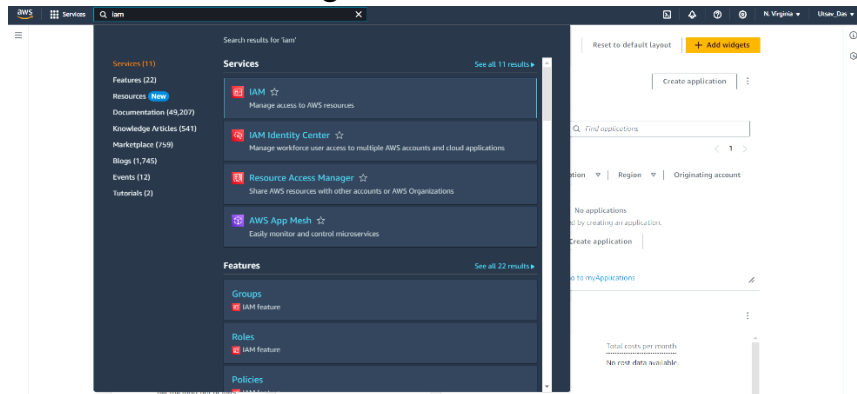 aws
Services
iam
N. Virginia
Utsav_Das
Search results for 'iam'
Services (11)
Features (22)
Resources New
Documentation (49,207)
Knowledge Articles (541)
Marketplace (759)
Blogs (1,745)
Events (12)
Tutorials (2)
Services
See all 11 results
IAM
Manage access to AWS resources
IAM Identity Center
Manage workforce user access to multiple AWS accounts and cloud applications
Resource Access Manager
Share AWS resources with other accounts or AWS Organizations
AWS App Mesh
Easily monitor and control microservices
Features
See all 22 results
Groups
IAM feature
Roles
IAM feature
Policies
IAM feature
Reset to default layout
+ Add widgets
Create application
Find applications
1
Region
Originating account
No applications
by creating an application.
Create application
to myApplications
Total costs per month
No cost data available.